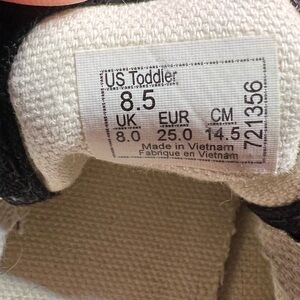 US Toddler
8.5
UK EUR CM
8.0 25.0 14.5
Made in Vietnam
Fabrique en Vietnam
721356